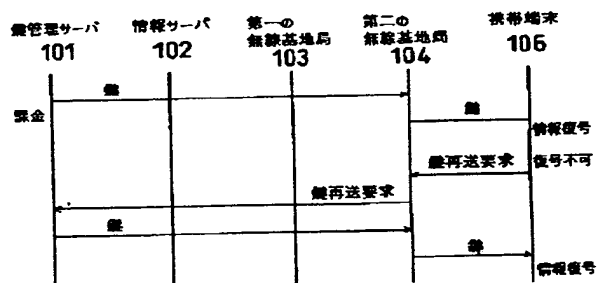 鍵管理サーバ
101
情報サーバ
102
第一の
無線基地局
103
第二の
無線基地局
104
携帯端末
106
鍵
課金
鍵
情報復号
鍵再送要求
復号不可
鍵再送要求
鍵
鍵
情報復号